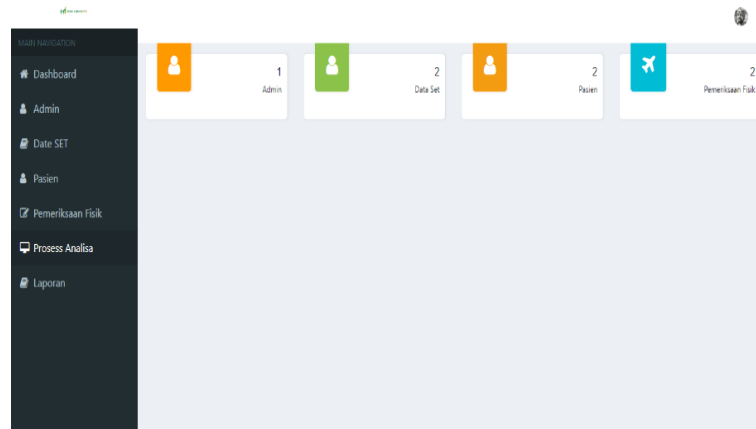 MAIN NAVIGATION
Dashboard
Admin
Date SET
Pasien
Pemeriksaan Fisik
Prosess Analisa
Laporan
1
Admin
2
Data Set
2
Pasien
2
Pemeriksaan Fisik